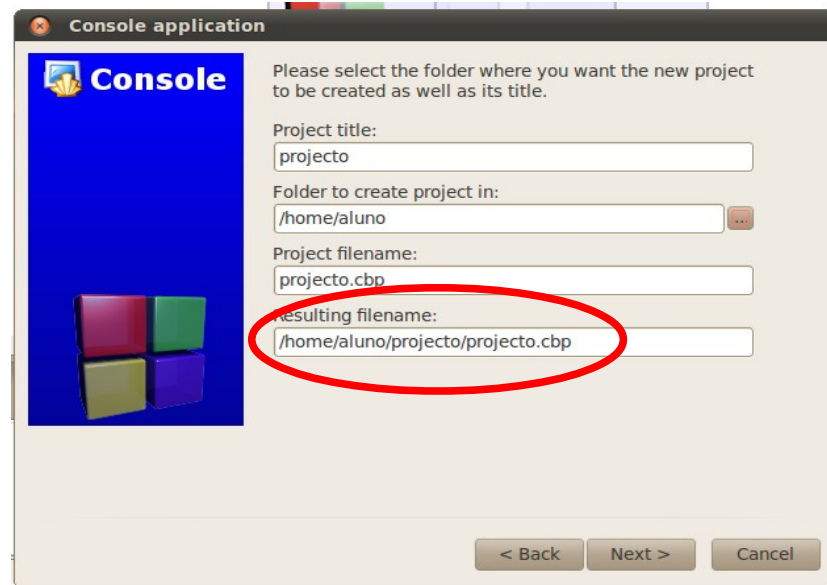 Console application
Console
Please select the folder where you want the new project
to be created as well as its title.
Project title:
projecto
Folder to create project in:
/home/aluno
...
Project filename:
projecto.cbp
Resulting filename:
/home/aluno/projecto/projecto.cbp
< Back
Next >
Cancel